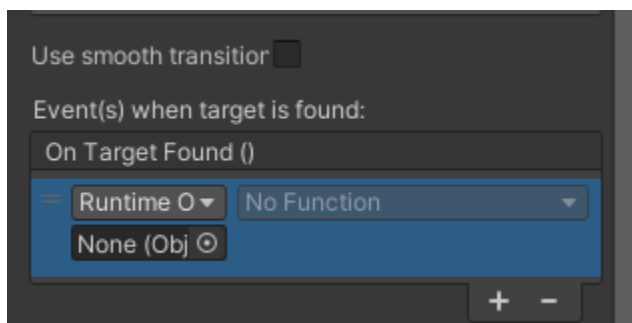 Use smooth transitior
Event(s) when target is found:
On Target Found ()
Runtime O No Function
None (Obj
+ −